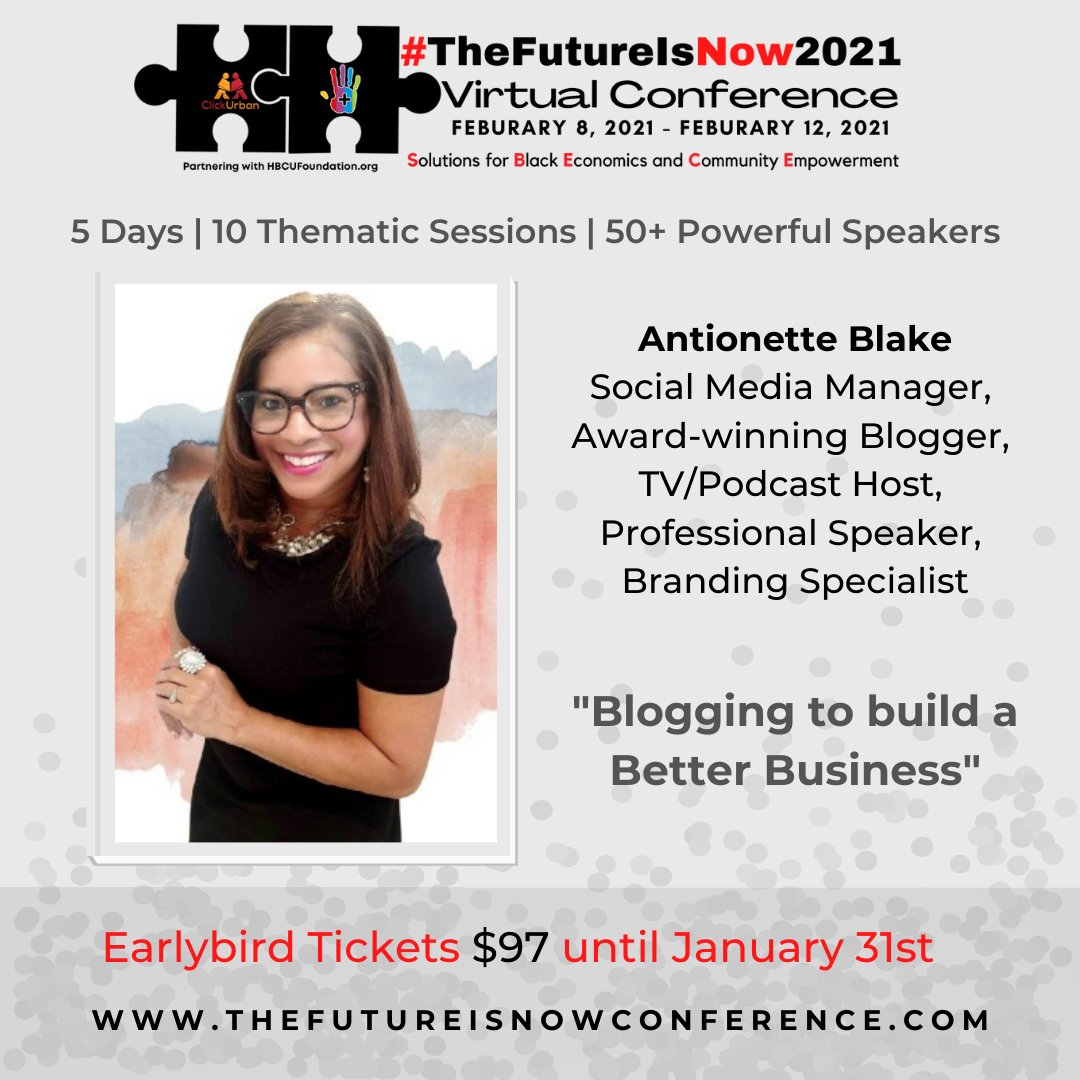 #TheFutureIsNow2021
Virtual Conference
FEBURARY 8, 2021 - FEBURARY 12, 2021
Solutions for Black Economics and Community Empowerment
ClickUrban
Partnering with HBCUFoundation.org
5 Days | 10 Thematic Sessions | 50+ Powerful Speakers
Antionette Blake
Social Media Manager,
Award-winning Blogger,
TV/Podcast Host,
Professional Speaker,
Branding Specialist
"Blogging to build a
Better Business"
Earlybird Tickets $97 until January 31st
WWW.THEFUTUREISNOWCONFERENCE.COM